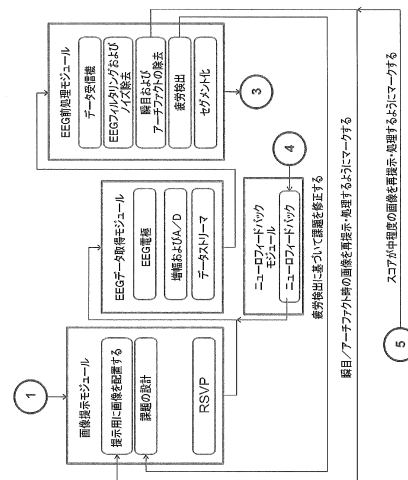 1
画像提示モジュール
提示用に画像を配置する
課題の設計
RSVP
EEGデータ取得モジュール
EEG電極
増幅およびA/D
データストリーマ
ニューロフィードバック
モジュール
ニューロフィードバック
4
EEG前処理モジュール
データ受信機
EEGフィルタリングおよび
ノイズ除去
瞬目および
アーチファクトの除去
疲労検出
セグメント化
3
疲労検出に基づいて課題を修正する
瞬目/アーチファクト時の画像を再提示・処理するようにマークする
スコアが中程度の画像を再提示・処理するようにマークする
5